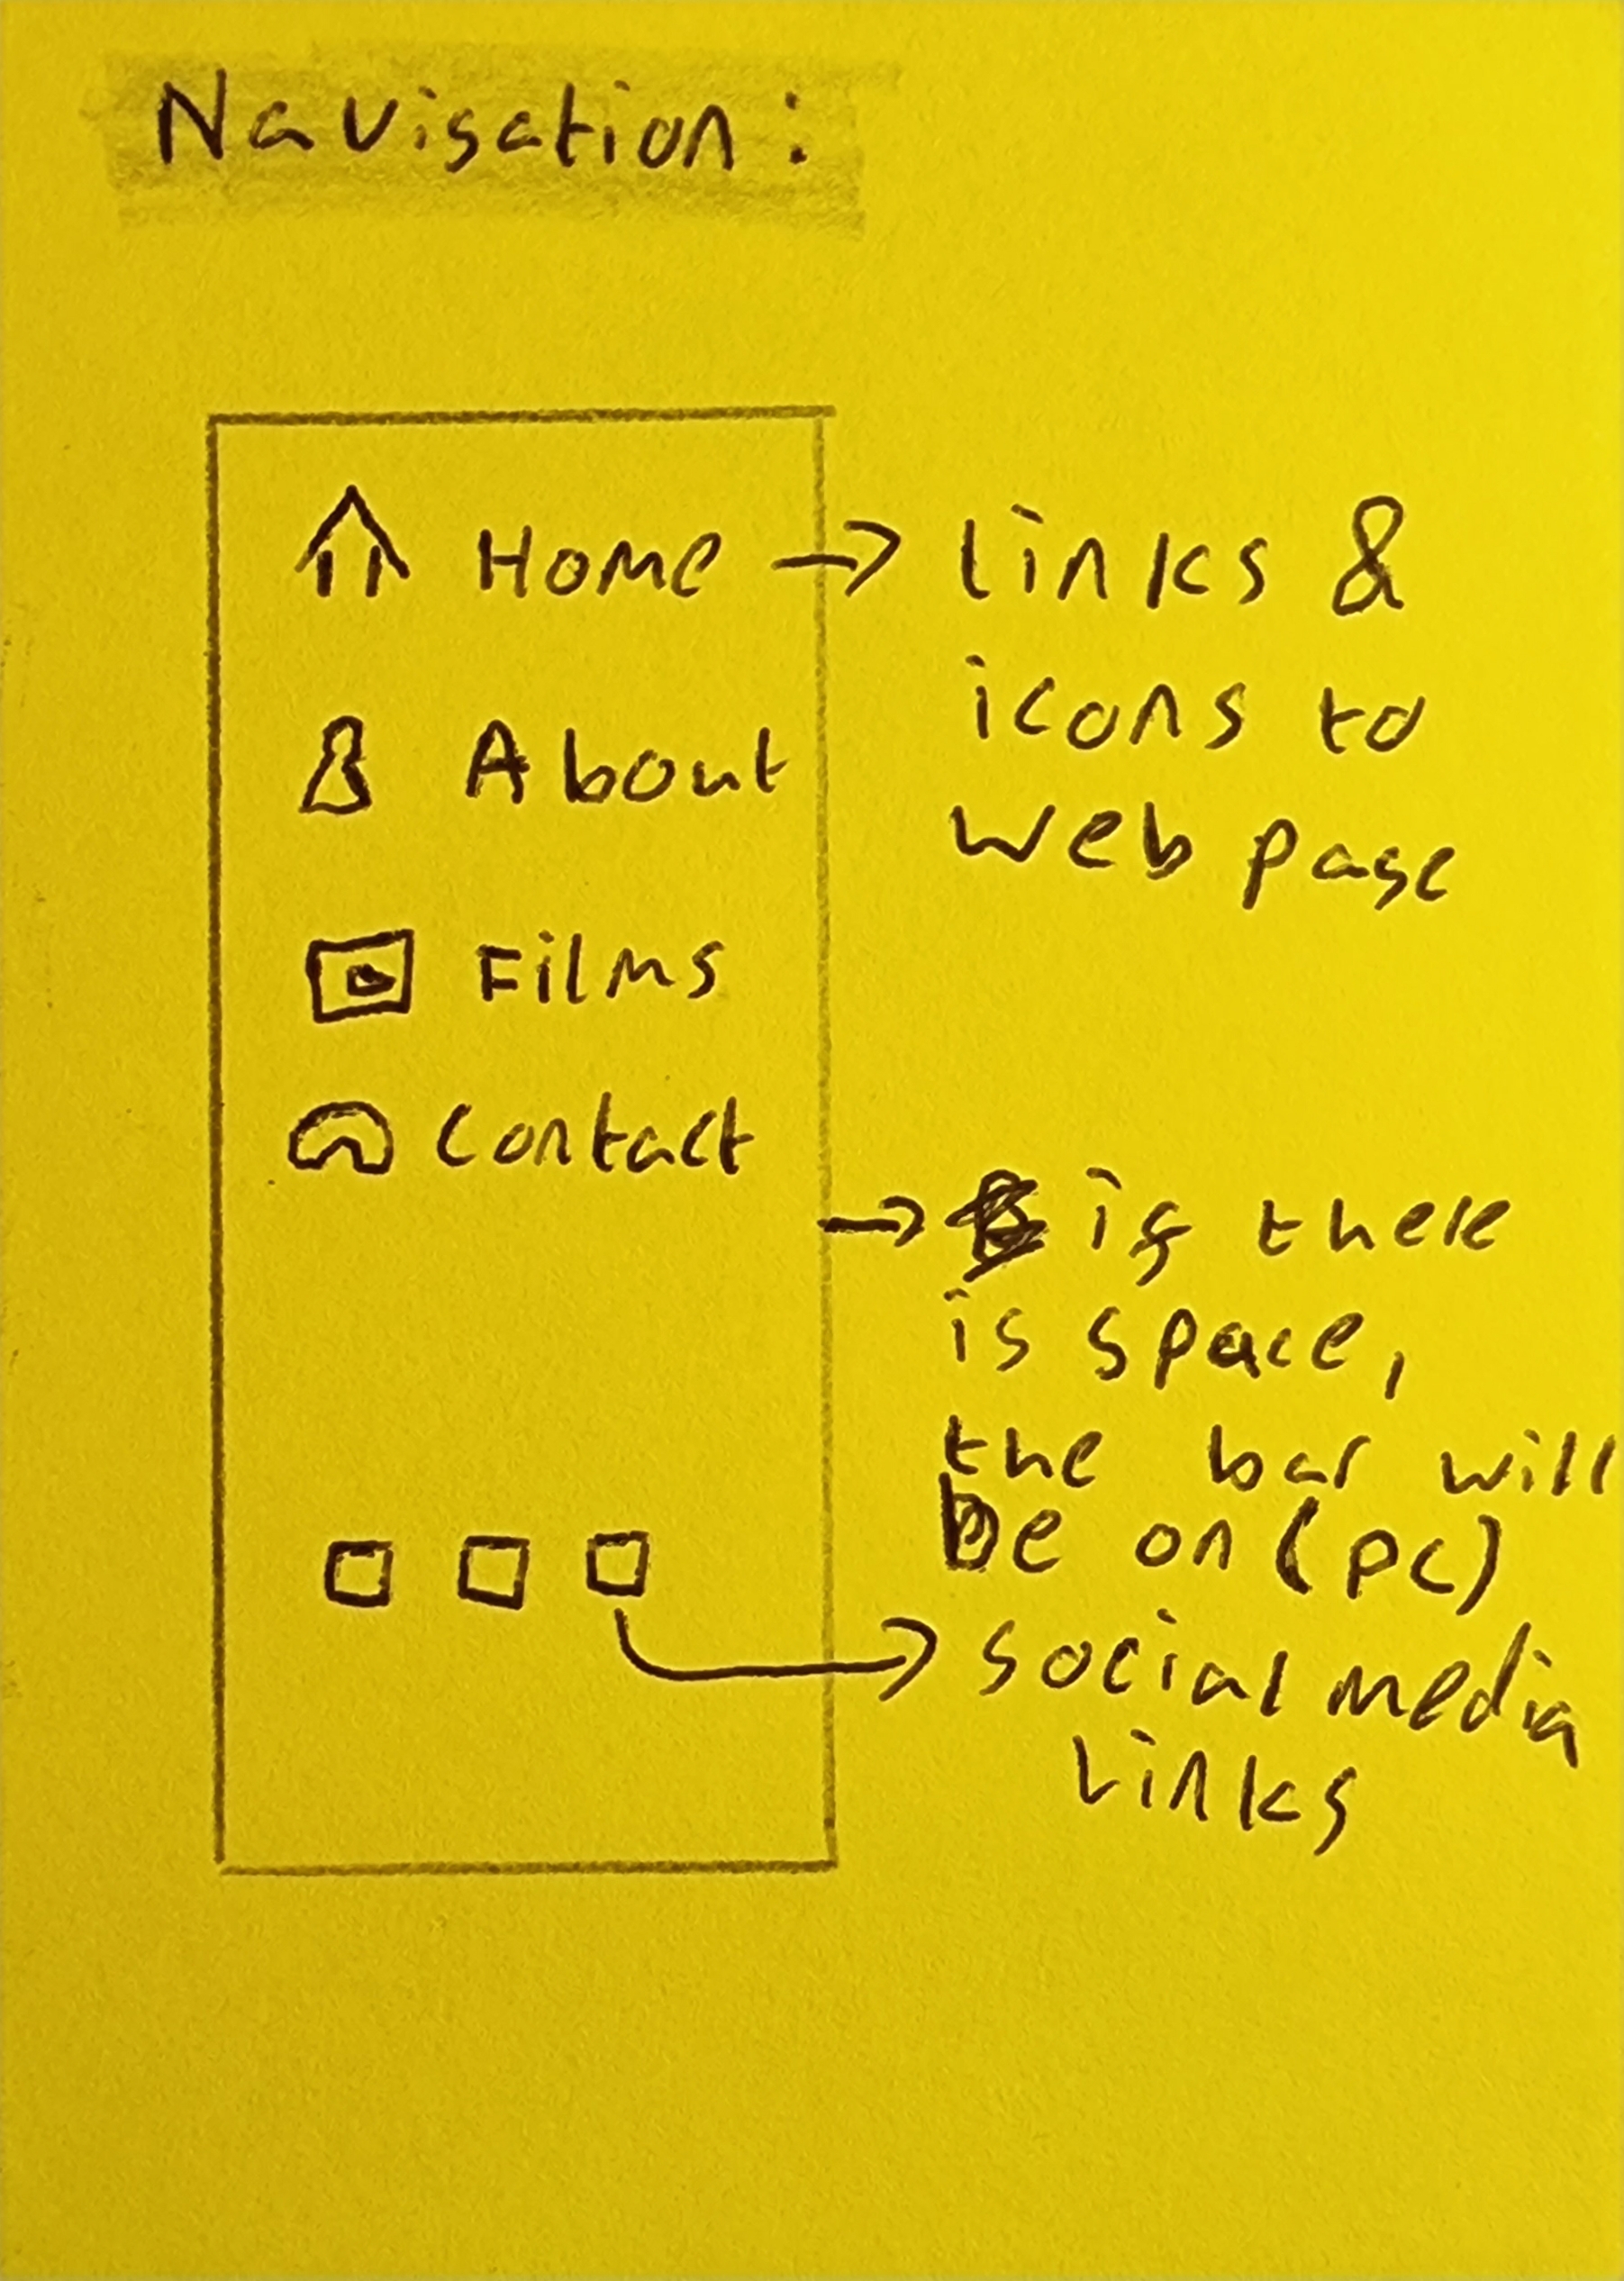 Navigation:
Home → links &
icons to
web page
About
Films
Contact
→ if there
is space,
the bar will
be on (PC)
→ social media
links